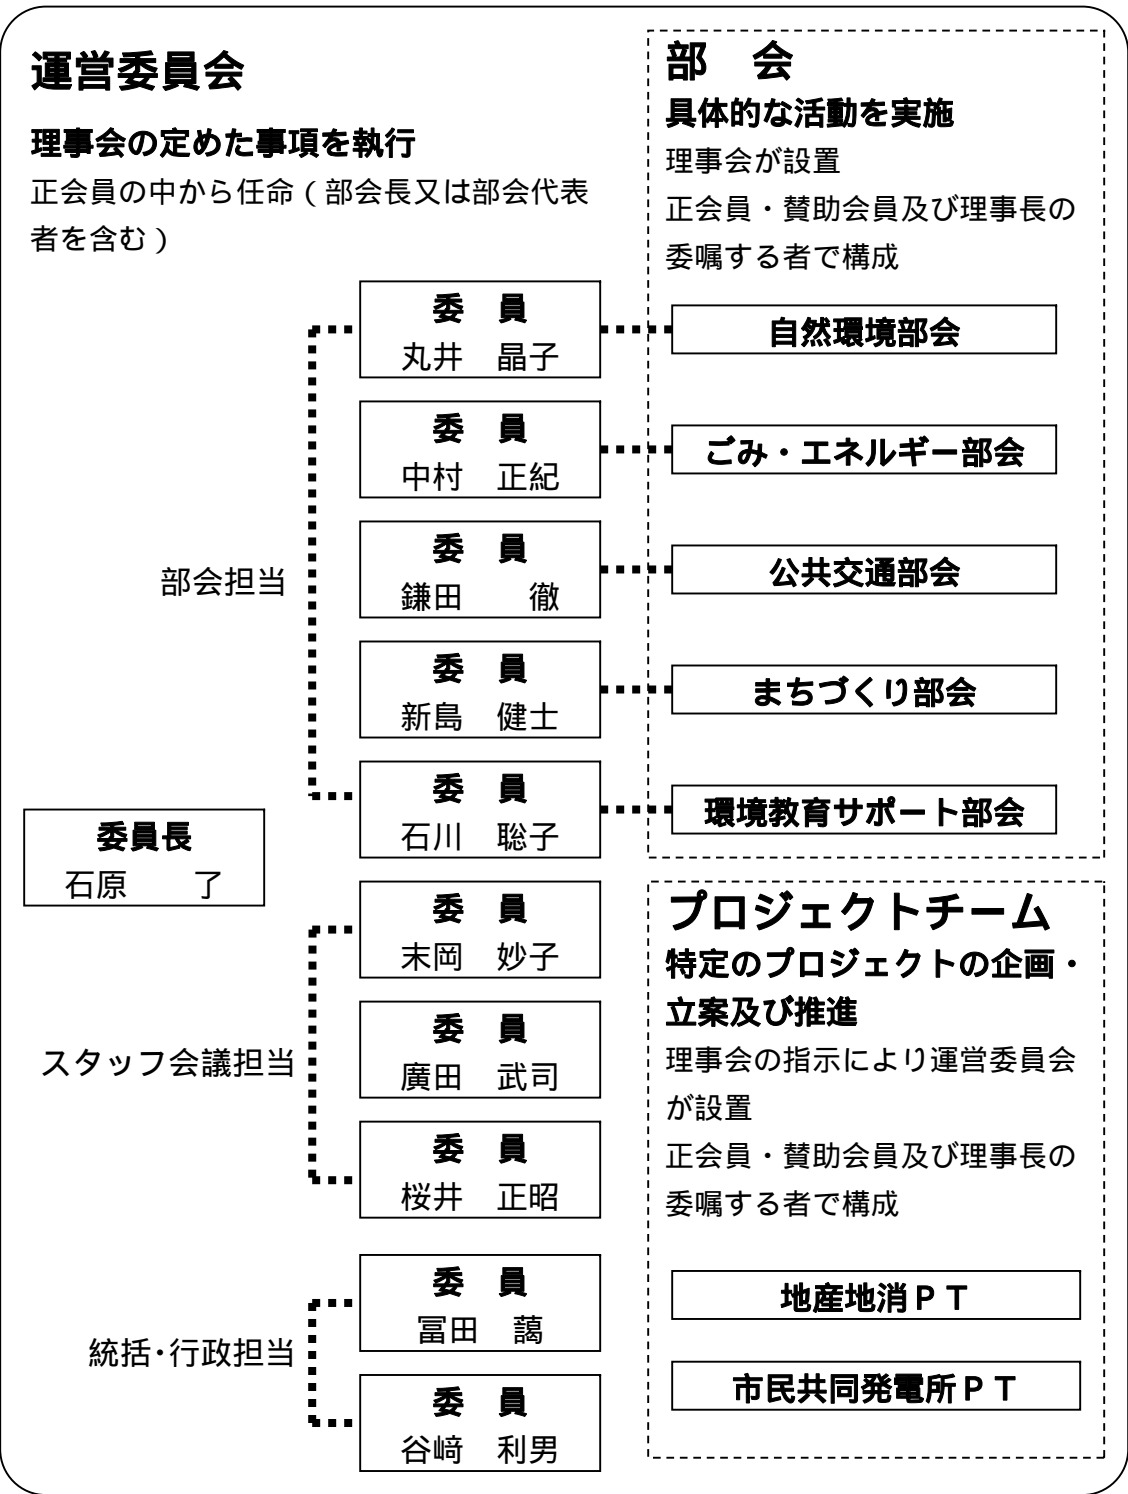 運営委員会
理事会の定めた事項を執行
正会員の中から任命（部会長又は部会代表
者を含む）
部　会
具体的な活動を実施
理事会が設置
正会員・賛助会員及び理事長の
委嘱する者で構成
部会担当
委　員
丸井　晶子
自然環境部会
委　員
中村　正紀
ごみ・エネルギー部会
委　員
鎌田　　徹
公共交通部会
委　員
新島　健士
まちづくり部会
委　員
石川　聡子
環境教育サポート部会
委員長
石原　　了
スタッフ会議担当
委　員
末岡　妙子
委　員
廣田　武司
委　員
桜井　正昭
統括･行政担当
委　員
冨田　藹
委　員
谷﨑　利男
プロジェクトチーム
特定のプロジェクトの企画・
立案及び推進
理事会の指示により運営委員会
が設置
正会員・賛助会員及び理事長の
委嘱する者で構成
地産地消ＰＴ
市民共同発電所ＰＴ